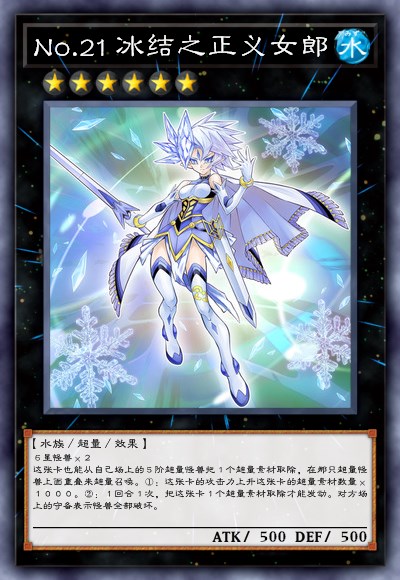 No.21 冰结之正义女郎 水
【水族/超量/效果】
6星怪兽×2
这张卡也能从自己场上的5阶超量怪兽把1个超量素材取除,在那只超量怪
兽上面重叠来超量召唤。①:这张卡的攻击力上升这张卡的超量素材数量×
1000。②:1回合1次,把这张卡1个超量素材取除才能发动。对方场
上的守备表示怪兽全部破坏。
ATK/ 500 DEF/ 500